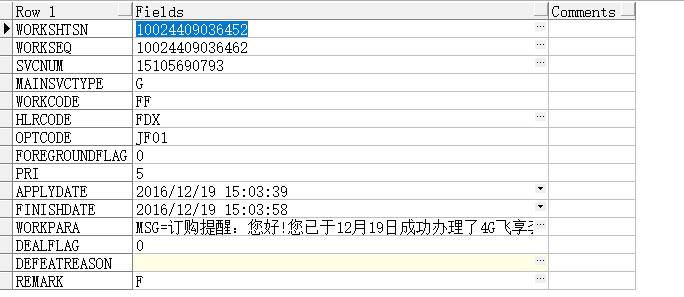 Row 1 Fields Comments
WORKSHTSN 10024409036452
WORKSEQ 10024409036462
SVCNUM 15105690793
MAINSVCTYPE G
WORKCODE FF
HLRCODE FDX
OPTCODE JF01
FOREGROUNDFLAG 0
PRI 5
APPLYDATE 2016/12/19 15:03:39
FINISHDATE 2016/12/19 15:03:58
WORKPARA MSG=订购提醒: 您好!您已于12月19日成功办理了4G飞享
DEALFLAG 0
DEFEATREASON
REMARK F